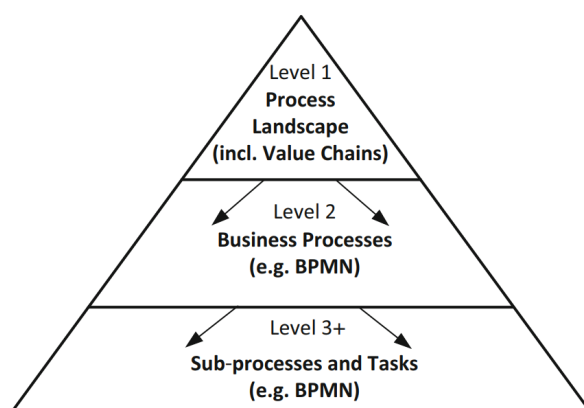 Level 1
Process
Landscape
(incl. Value Chains)
Level 2
Business Processes
(e.g. BPMN)
Level 3+
Sub-processes and Tasks
(e.g. BPMN)